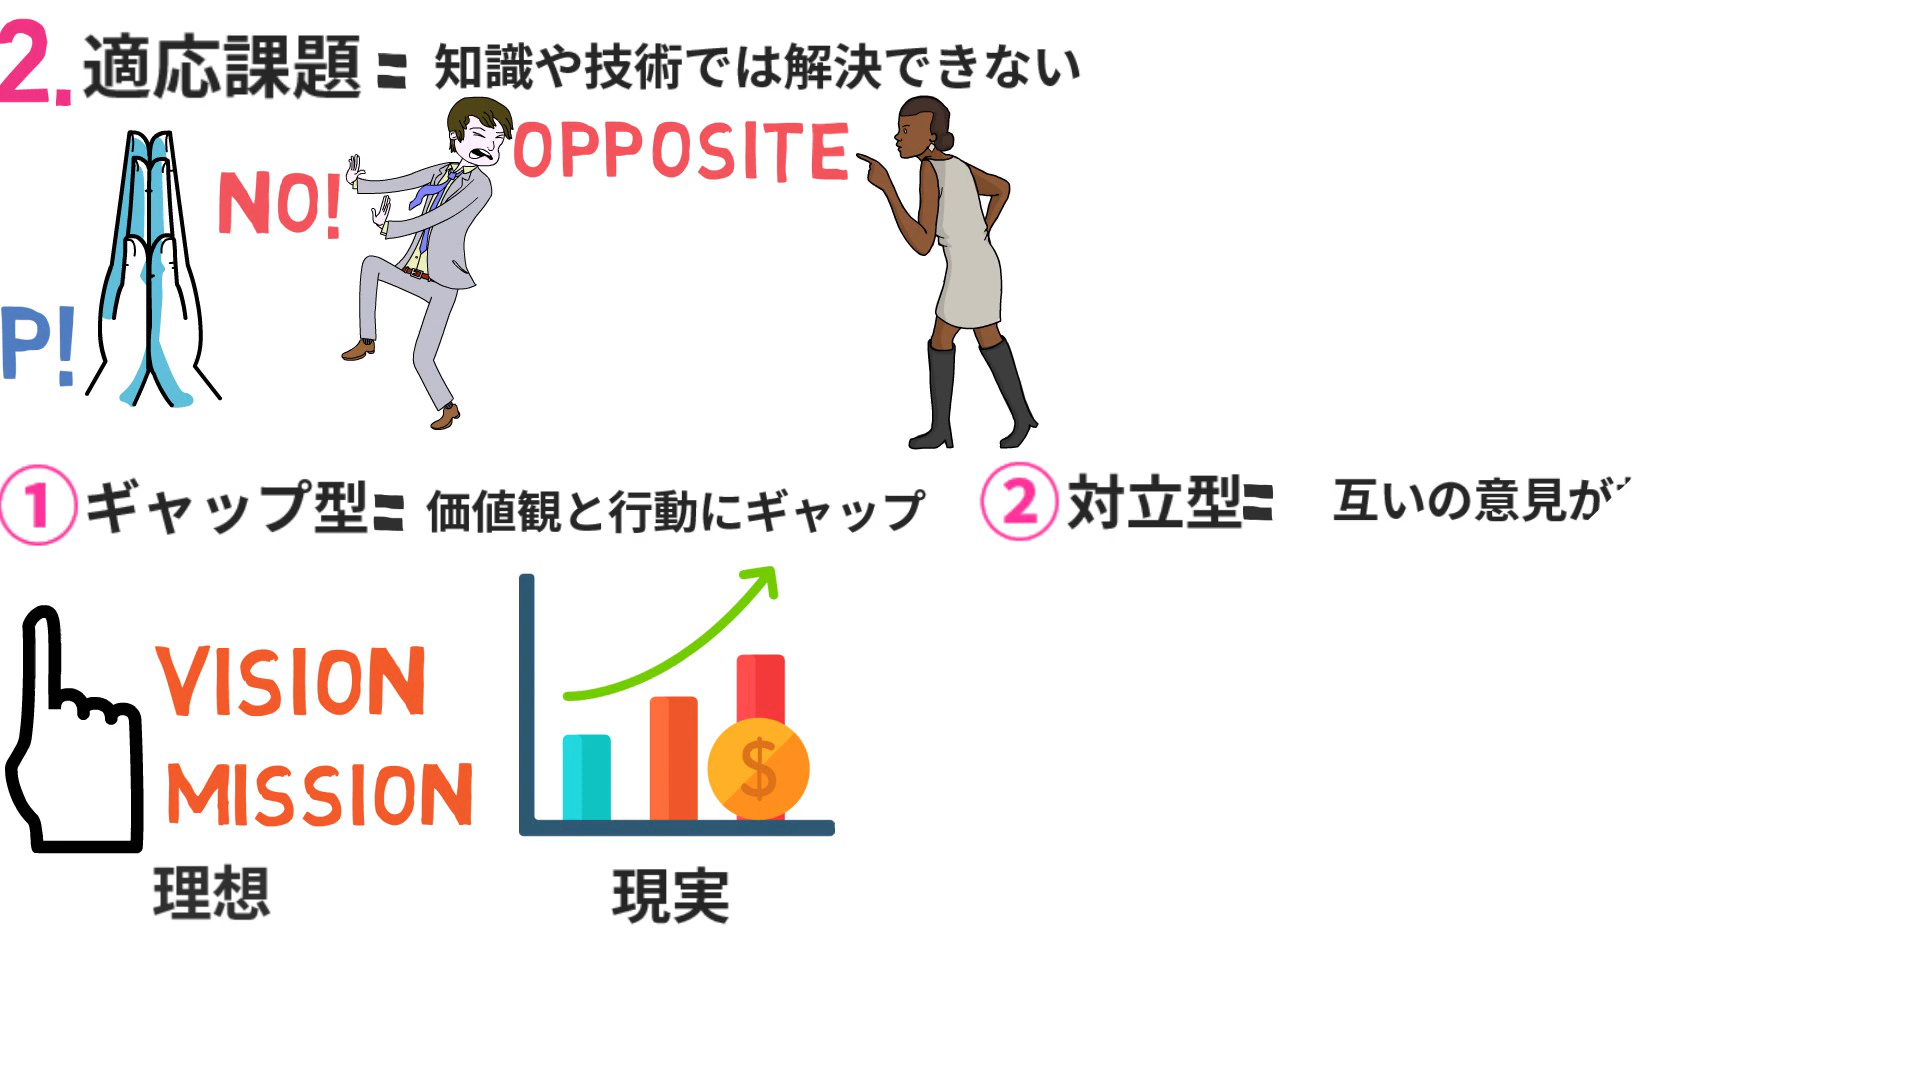 2. 適応課題 = 知識や技術では解決できない
NO!
OPPOSITE
P!
① ギャップ型= 価値観と行動にギャップ
② 対立型= 互いの意見が
VISION
MISSION
$
理想
現実